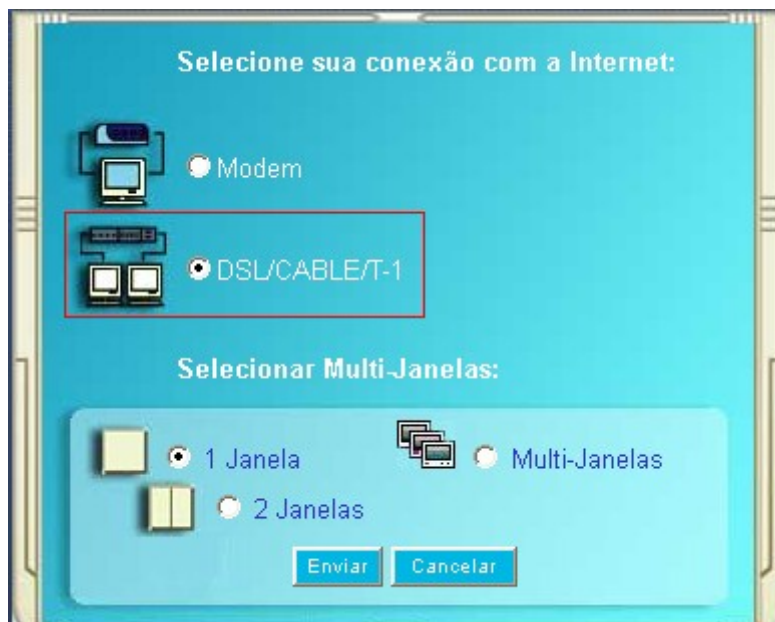 Selecione sua conexão com a Internet:
Modem
DSL/CABLE/T-1
Selecionar Multi-Janelas:
1 Janela
Multi-Janelas
2 Janelas
Enviar
Cancelar